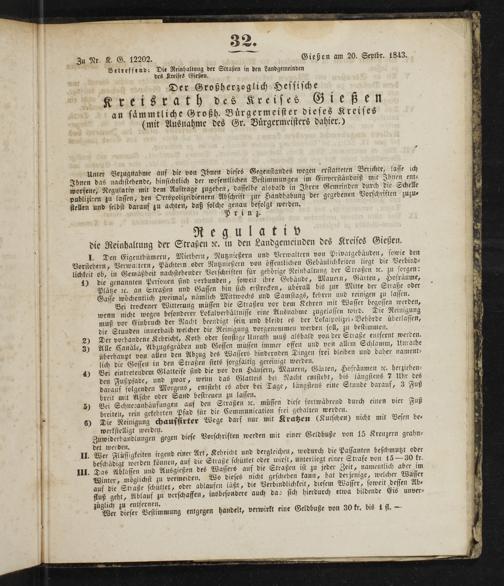 32.
Zu Nr. K. G. 12202.
Gießen am 20. Septbr. 1843.
Betreffend: Die Reinhaltung der Straßen in den Landgemeinden
des Kreises Gießen.
Der Großherzoglich Hessische
Kreisrath des Kreises Gießen
an sämmtliche Großh. Bürgermeister dieses Kreises
(mit Ausnahme des Gr. Bürgermeisters dahier.)
Unter Bezugnahme auf die von Ihnen dieses Gegenstandes wegen erstatteten Berichte, lasse ich
Ihnen das nachstehende, hinsichtlich der wesentlichen Bestimmungen im Einverständniß mit Ihnen ent-
worfene, Regulativ mit dem Auftrage zugehen, dasselbe alsbald in Ihren Gemeinden durch die Schelle
publiziren zu lassen, den Ortspolizeidienern Abschrift zur Handhabung der gegebenen Vorschriften zuzu-
stellen und selbst darauf zu achten, daß solche genau befolgt werden.
Prinz.
Regulativ
die Reinhaltung der Straßen ꝛc. in den Landgemeinden des Kreises Gießen.
I. Den Eigenthümern, Miethern, Nutznießern und Verwaltern von Privatgebäuden, sowie den
Vorstehern, Verwaltern, Pächtern oder Nutznießern von öffentlichen Gebäulichkeiten liegt die Verbind-
lichkeit ob, in Gemäßheit nachstehender Vorschriften für gehörige Reinhaltung der Straßen ꝛc. zu sorgen:
1) die genannten Personen sind verbunden, soweit ihre Gebäude, Mauern, Gärten, Hofräume,
Plätze ꝛc. an Straßen und Gassen hin sich erstrecken, überall bis zur Mitte der Straße oder
Gasse wöchentlich zweimal, nämlich Mittwochs und Samstags, kehren und reinigen zu lassen.
Bei trockener Witterung müssen die Straßen vor dem Kehren mit Wasser begossen werden,
wenn nicht wegen besonderer Lokalverhältnisse eine Ausnahme zugelassen wird. Die Reinigung
muß vor Einbruch der Nacht beendigt sein und bleibt es der Lokalpolizei-Behörde überlassen,
die Stunden innerhalb welcher die Reinigung vorgenommen werden soll, zu bestimmen.
2) Der vorhandene Kehricht, Koth oder sonstige Unrath muß alsbald von der Straße entfernt werden.
3) Alle Canäle, Abzugsgräben und Gossen müssen immer offen und von allem Schlamm, Unrathe
überhaupt von allen den Abzug des Wassers hindernden Dingen frei bleiben und daher nament-
lich die Gossen in den Straßen stets sorgfältig gereinigt werden.
4) Bei eintretendem Glatteise sind die vor den Häusern, Mauern, Gärten, Hofräumen ꝛc. herziehen-
den Fußpfade, und zwar, wenn das Glatteis bei Nacht entsteht, bis längstens 7 Uhr des
darauf folgenden Morgens, entsteht es aber bei Tage, längstens eine Stunde darauf, 3 Fuß
breit mit Asche oder Sand bestreuen zu lassen.
5) Bei Schneeanhäufungen auf den Straßen ꝛc. müssen diese fortwährend durch einen vier Fuß
breiten, rein gekehrten Pfad für die Communication frei gehalten werden.
6) Die Reinigung chaussirter Wege darf nur mit Kratzen (Kutschen) nicht mit Besen be-
werkstelligt werden.
Zuwiderhandlungen gegen diese Vorschriften werden mit einer Geldbuße von 15 Kreuzern geahn-
det werden.
II. Wer Flüssigkeiten irgend einer Art, Kehricht und dergleichen, wodurch die Passanten beschmutzt oder
beschädigt werden können, auf die Straße schüttet oder wirft, unterliegt einer Strafe von 15—30 kr.
III. Das Ablassen und Ausgießen des Wassers auf die Straßen ist zu jeder Zeit, namentlich aber im
Winter, möglichst zu vermeiden. Wo dieses nicht geschehen kann, hat derjenige, welcher Wasser
auf die Straße schüttet, oder ablaufen läßt, die Verbindlichkeit, diesem Wasser, soweit dessen Ab-
fluß geht, Ablauf zu verschaffen, insbesondere auch da: sich hierdurch etwa bildende Eis unver-
züglich zu entfernen.
Wer dieser Bestimmung entgegen handelt, verwirkt eine Geldbuße von 30 kr. bis 1 fl. —